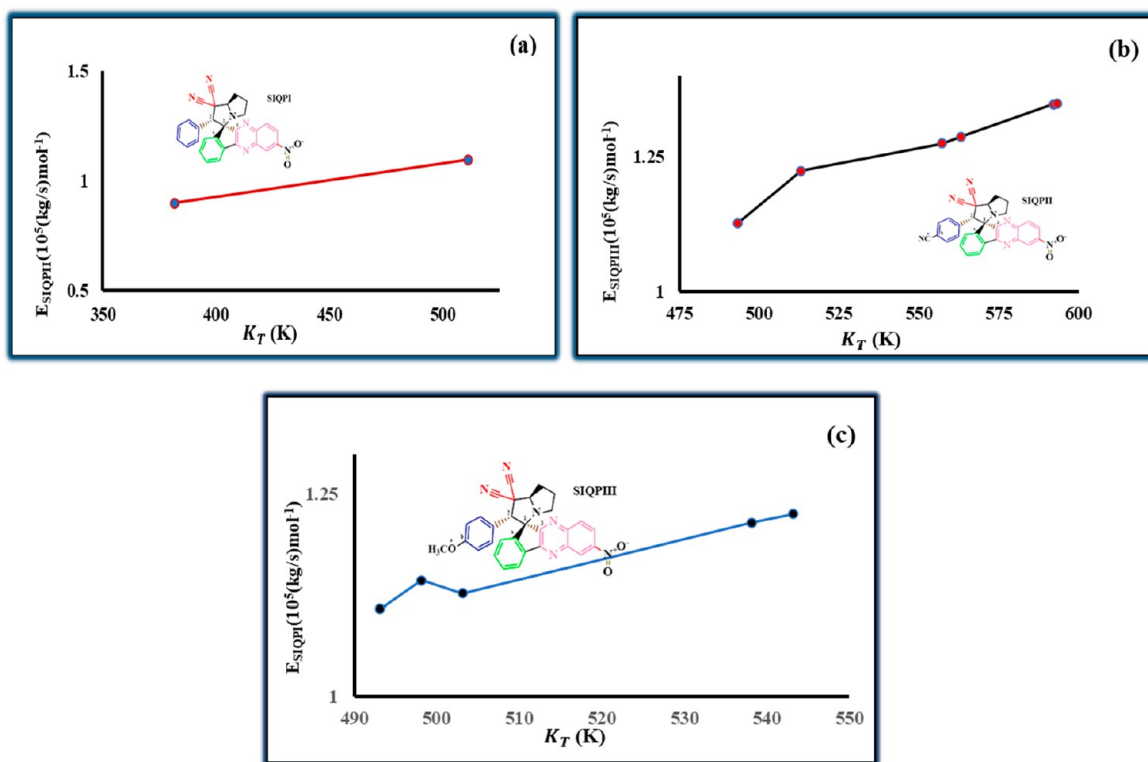 (a)
E_SIQPII(10⁵(kg/s)mol⁻¹)
1.5
1
0.5
350 400 450 500
K_T (K)
SIQPI
N
N
N
N
N
N⁺
O⁻
O
(b)
E_SIQPIII(10⁵(kg/s)mol⁻¹)
1.25
1
475 500 525 550 575 600
K_T (K)
SIQPII
N
N
N
N
N
NC
N⁺
O⁻
O
(c)
E_SIQPI(10⁵(kg/s)mol⁻¹)
1.25
1
490 500 510 520 530 540 550
K_T (K)
SIQPIII
N
N
N
N
N
H₃CO
N⁺
O⁻
O